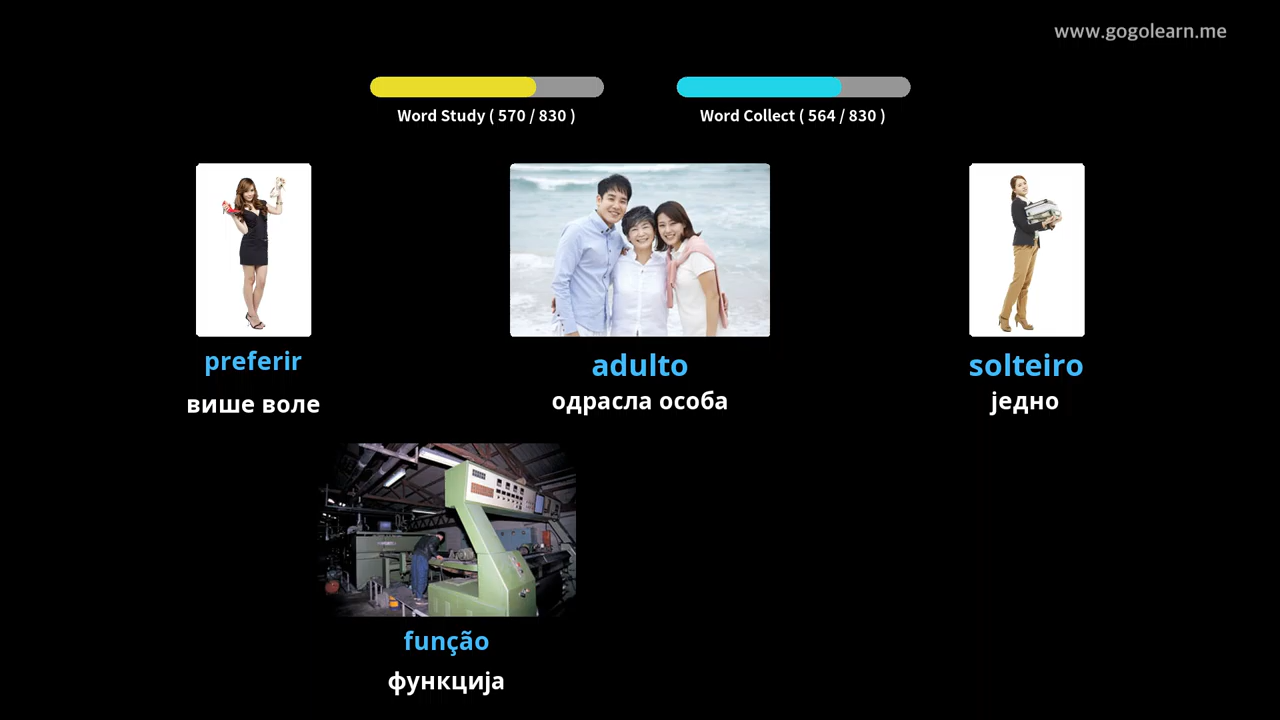 www.gogolearn.me
Word Study ( 570 / 830 )
Word Collect ( 564 / 830 )
preferir
више воле
adulto
одрасла особа
solteiro
једно
função
функција